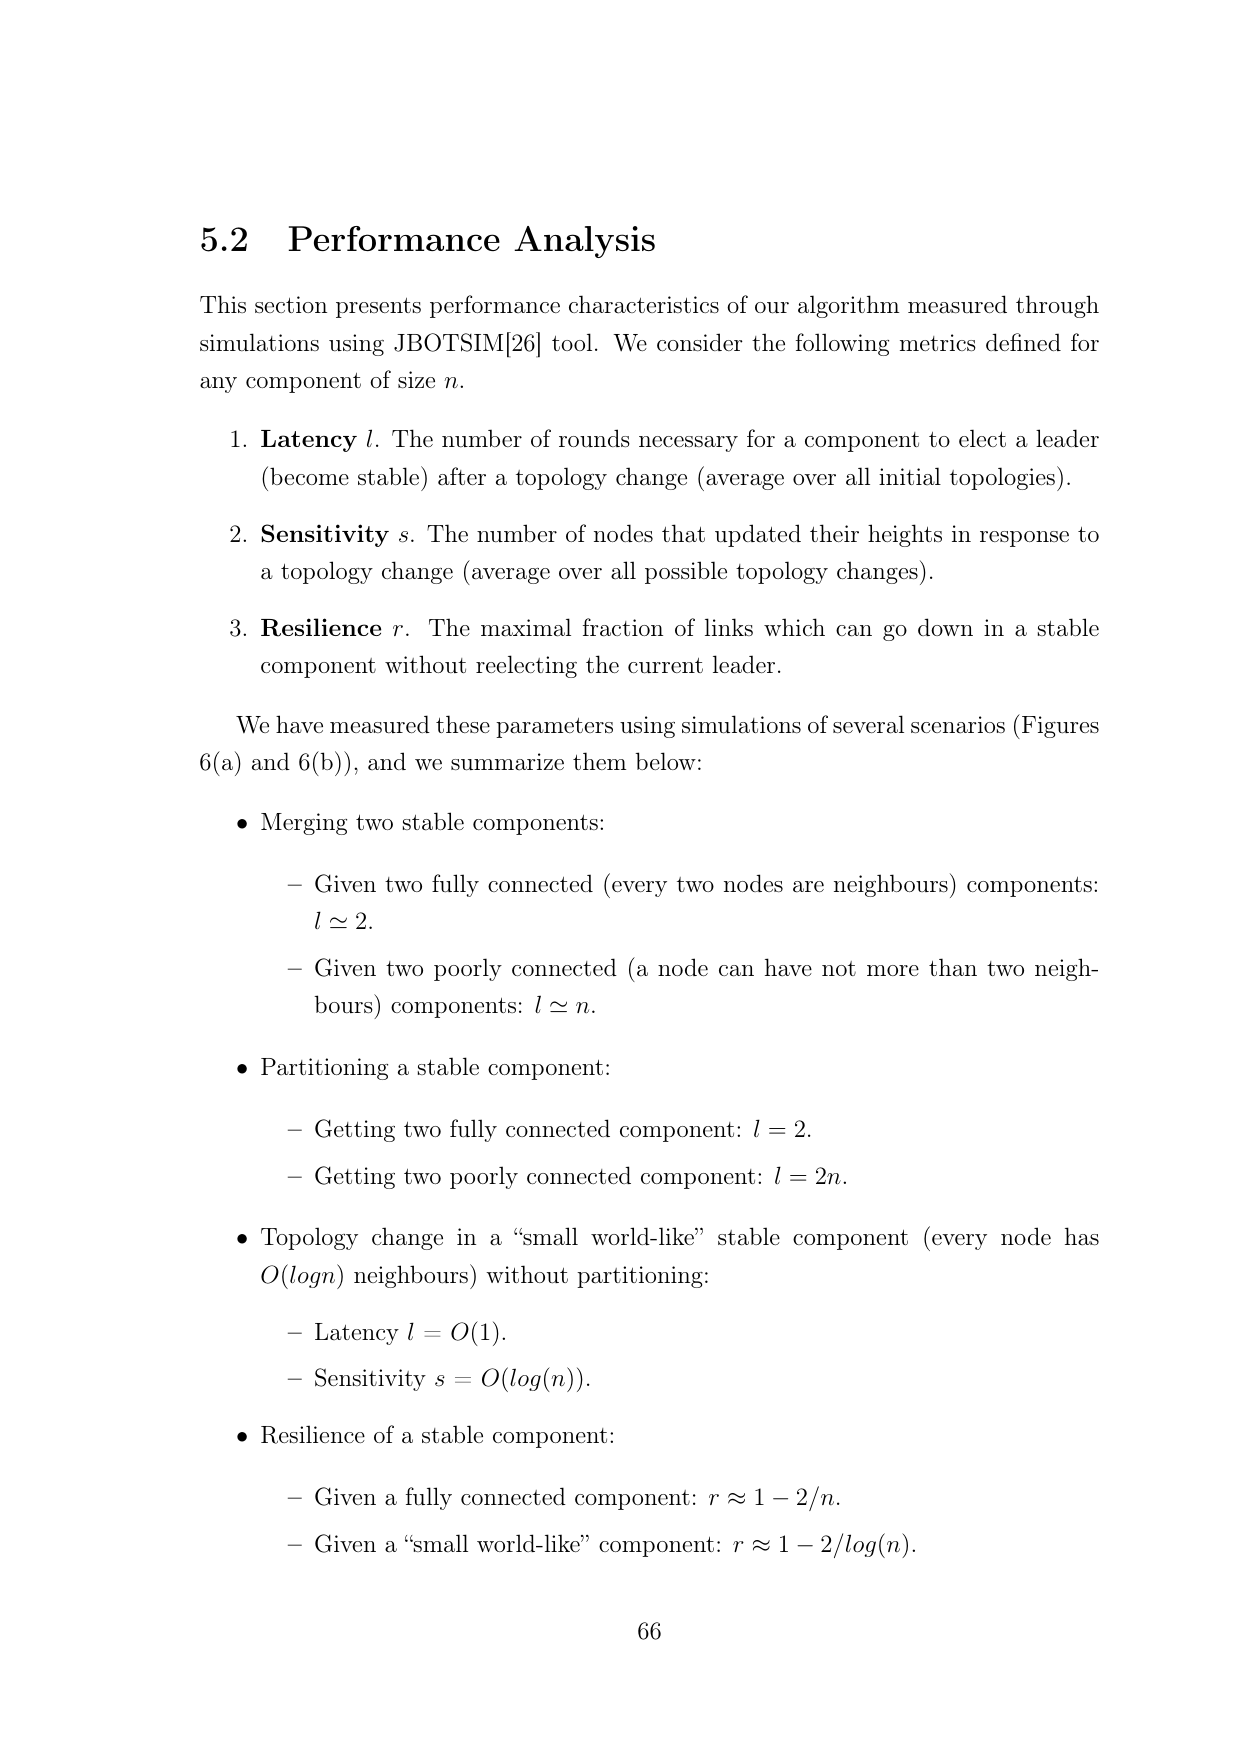 5.2 Performance Analysis
This section presents performance characteristics of our algorithm measured through
simulations using JBOTSIM[26] tool. We consider the following metrics defined for
any component of size n.
1. Latency l. The number of rounds necessary for a component to elect a leader
(become stable) after a topology change (average over all initial topologies).
2. Sensitivity s. The number of nodes that updated their heights in response to
a topology change (average over all possible topology changes).
3. Resilience r. The maximal fraction of links which can go down in a stable
component without reelecting the current leader.
We have measured these parameters using simulations of several scenarios (Figures
6(a) and 6(b)), and we summarize them below:
• Merging two stable components:
– Given two fully connected (every two nodes are neighbours) components:
l ≃ 2.
– Given two poorly connected (a node can have not more than two neigh-
bours) components: l ≃ n.
• Partitioning a stable component:
– Getting two fully connected component: l = 2.
– Getting two poorly connected component: l = 2n.
• Topology change in a “small world-like” stable component (every node has
O(logn) neighbours) without partitioning:
– Latency l = O(1).
– Sensitivity s = O(log(n)).
• Resilience of a stable component:
– Given a fully connected component: r ≈ 1 − 2/n.
– Given a “small world-like” component: r ≈ 1 − 2/log(n).
66